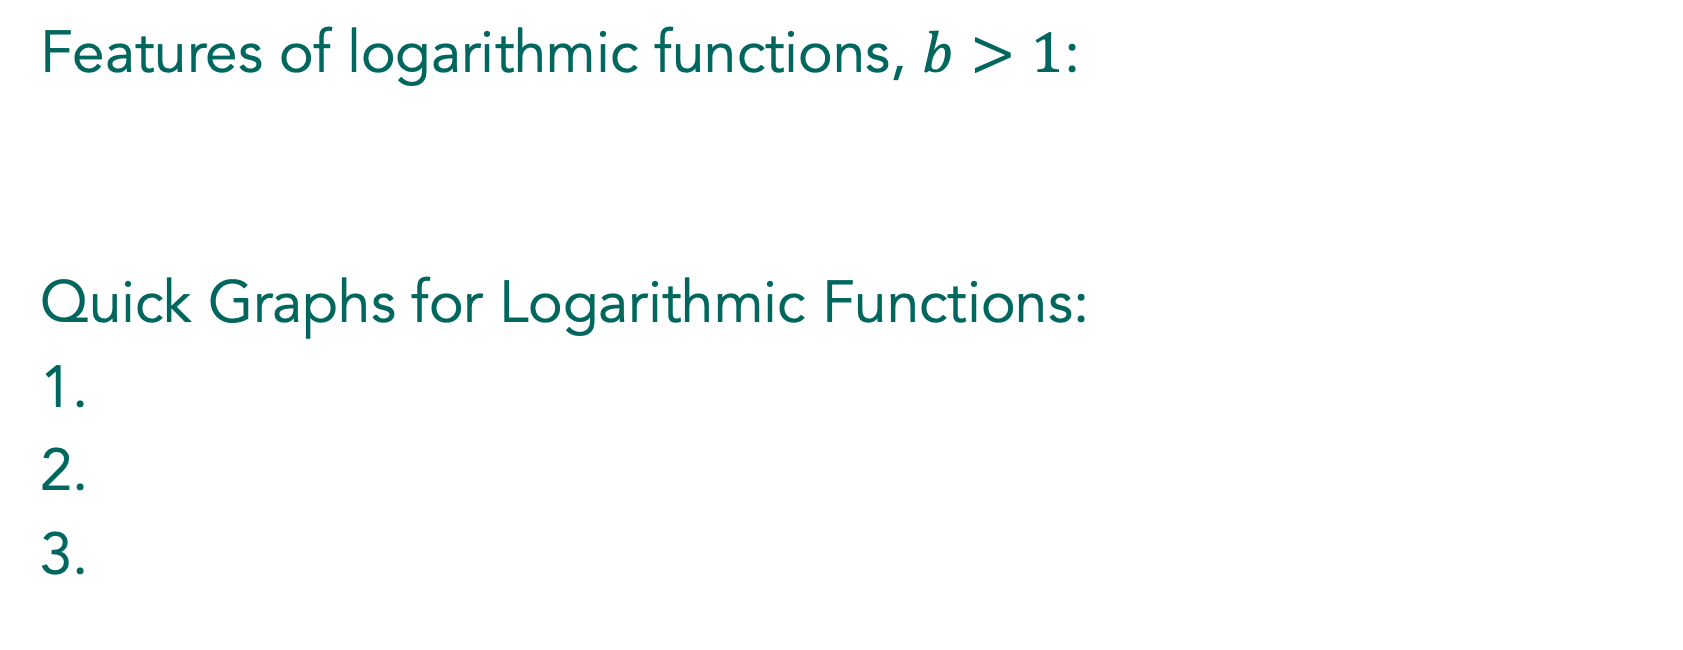 Features of logarithmic functions, b > 1:
Quick Graphs for Logarithmic Functions:
1.
2.
3.